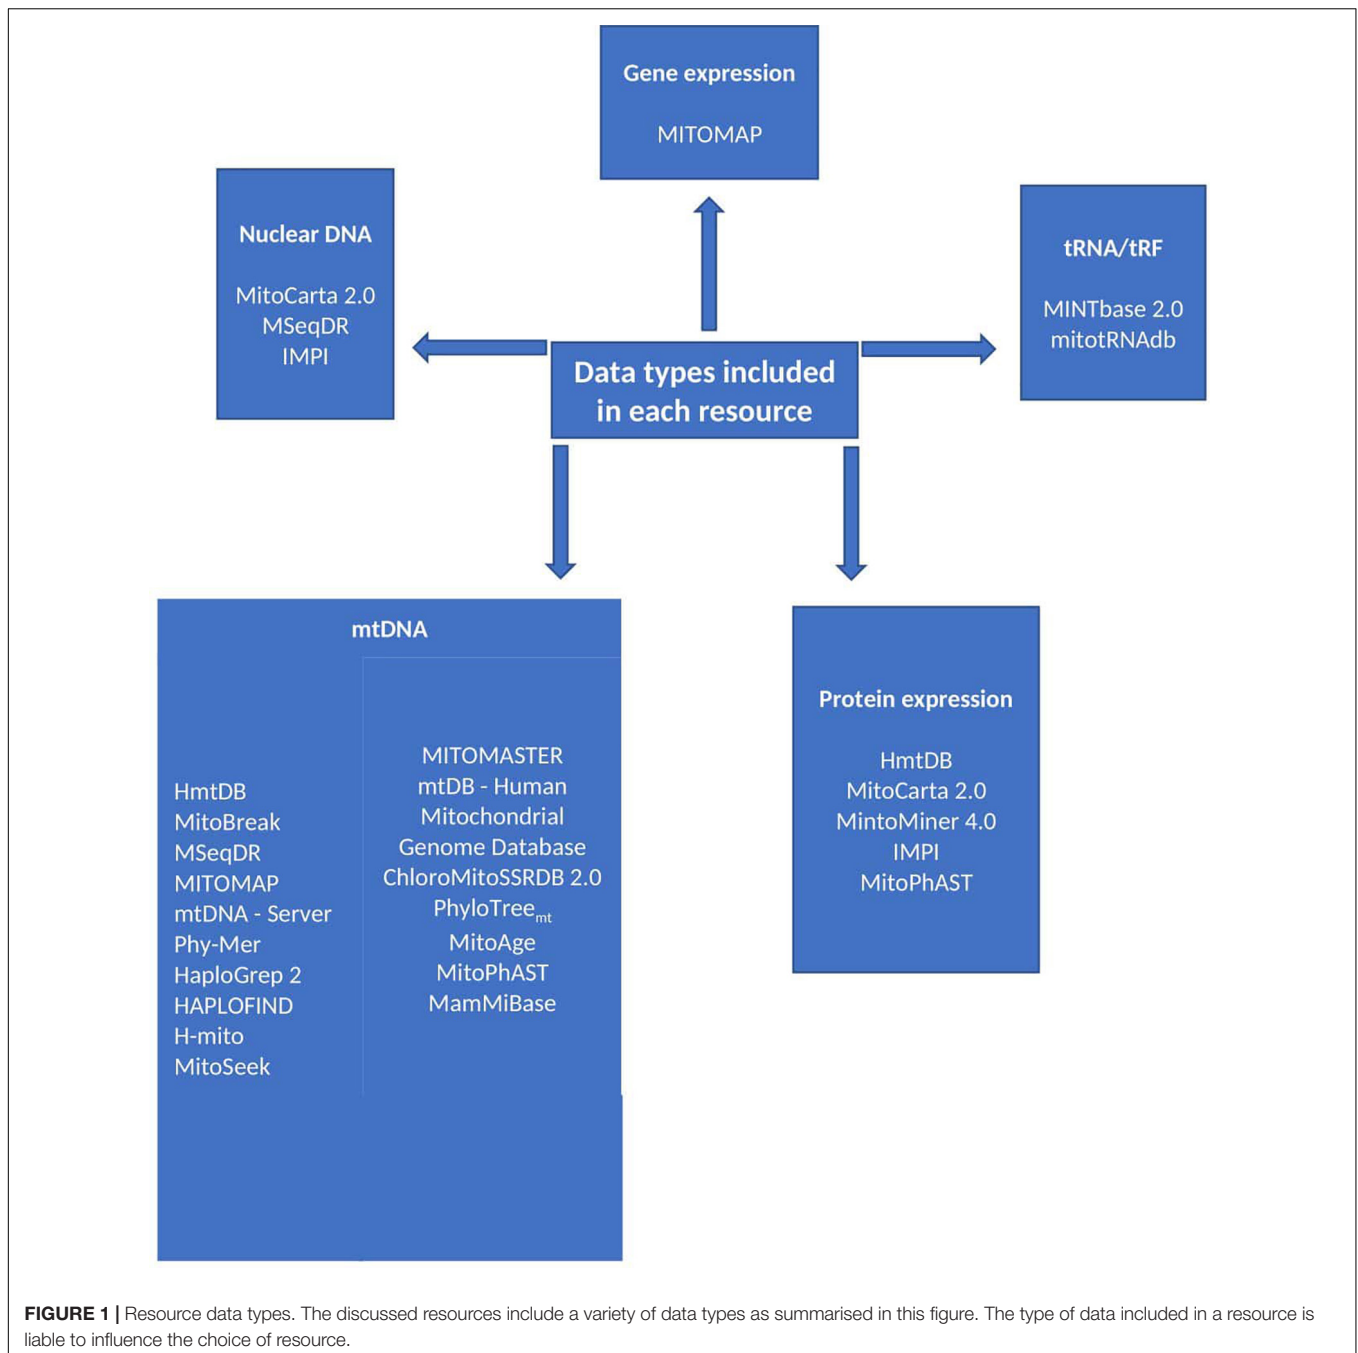 Gene expression
MITOMAP
Nuclear DNA
MitoCarta 2.0
MSeqDR
IMPI
tRNA/tRF
MINTbase 2.0
mitotRNAdb
Data types included
in each resource
mtDNA
HmtDB
MitoBreak
MSeqDR
MITOMAP
mtDNA - Server
Phy-Mer
HaploGrep 2
HAPLOFIND
H-mito
MitoSeek
MITOMASTER
mtDB - Human
Mitochondrial
Genome Database
ChloroMitoSSRDB 2.0
PhyloTreemt
MitoAge
MitoPhAST
MamMiBase
Protein expression
HmtDB
MitoCarta 2.0
MintoMiner 4.0
IMPI
MitoPhAST
FIGURE 1 | Resource data types. The discussed resources include a variety of data types as summarised in this figure. The type of data included in a resource is
liable to influence the choice of resource.